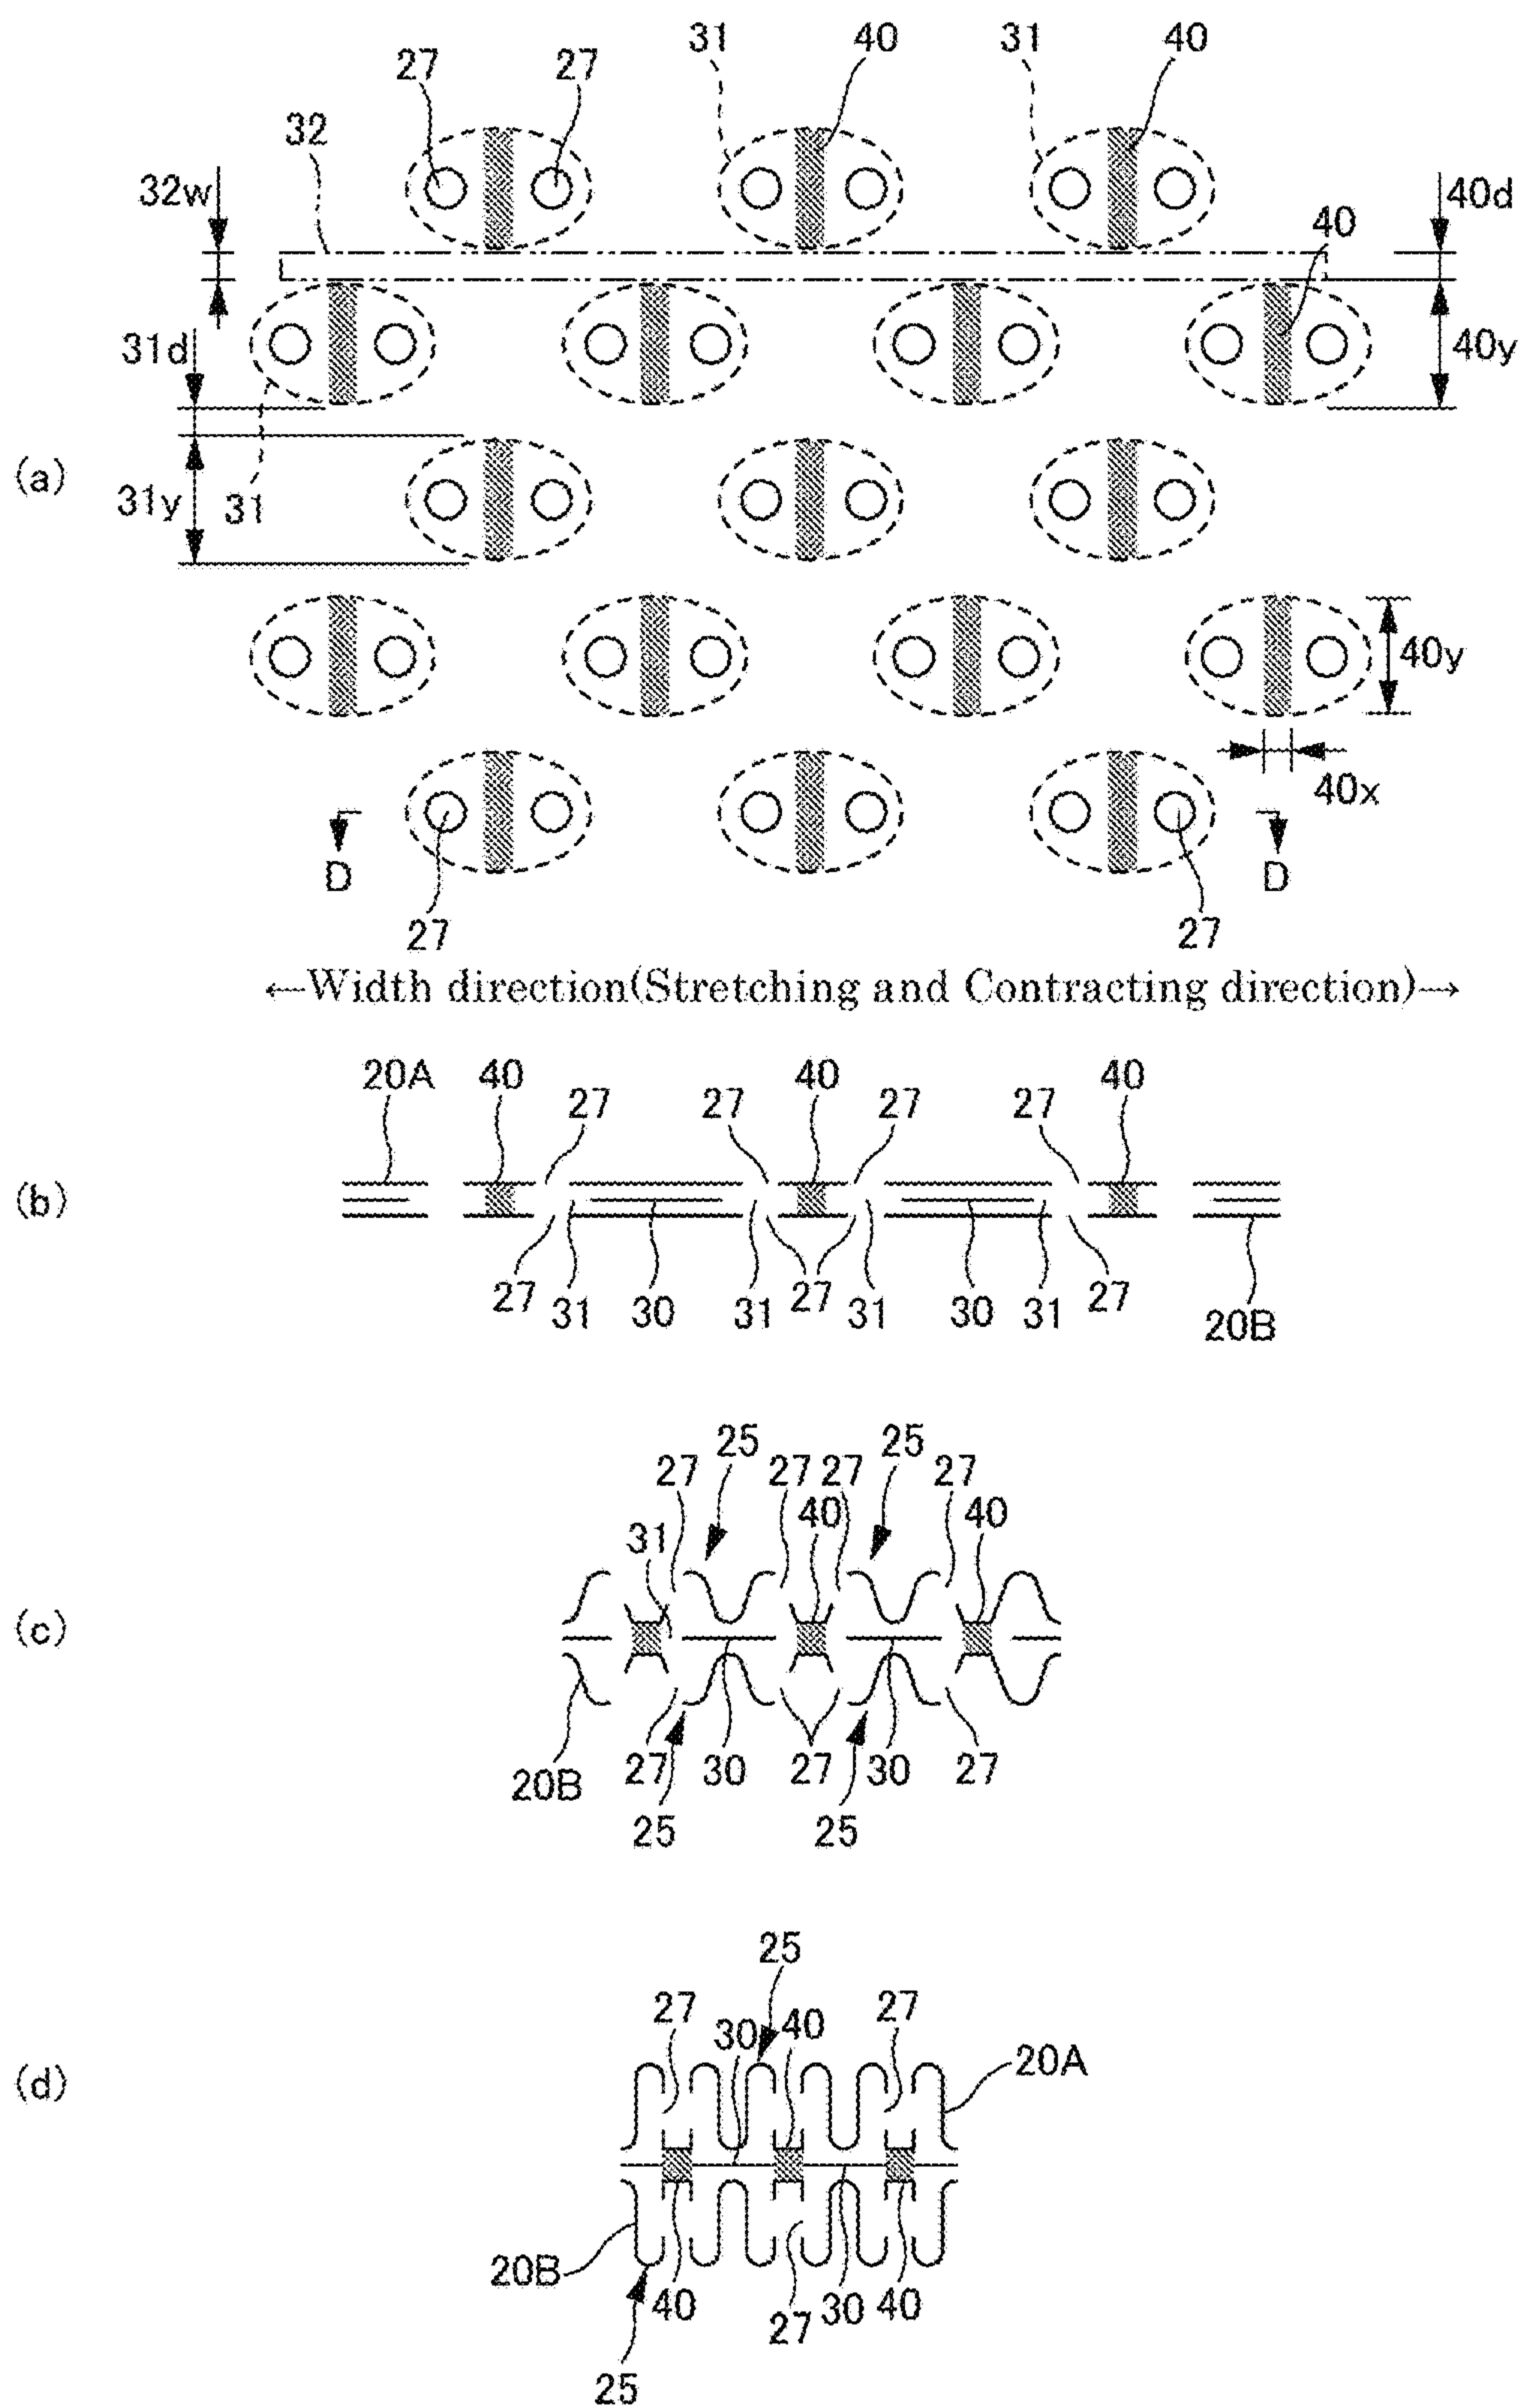 31 40 31 40
27 27
32
32w 40d
40
31d 40y
(a)
31y 31
40y
40x
D D
27 27
←Width direction(Stretching and Contracting direction)→
20A 40 27 27 40 27 27 40
(b)
27 31 30 31 27 31 30 31 27 20B
25 25
27 27 27 27
31 40 40
(c)
20B 27 30 27 30 27
25 25
25
27 30 40 27
20A
(d)
20B 40 27 30 40
25